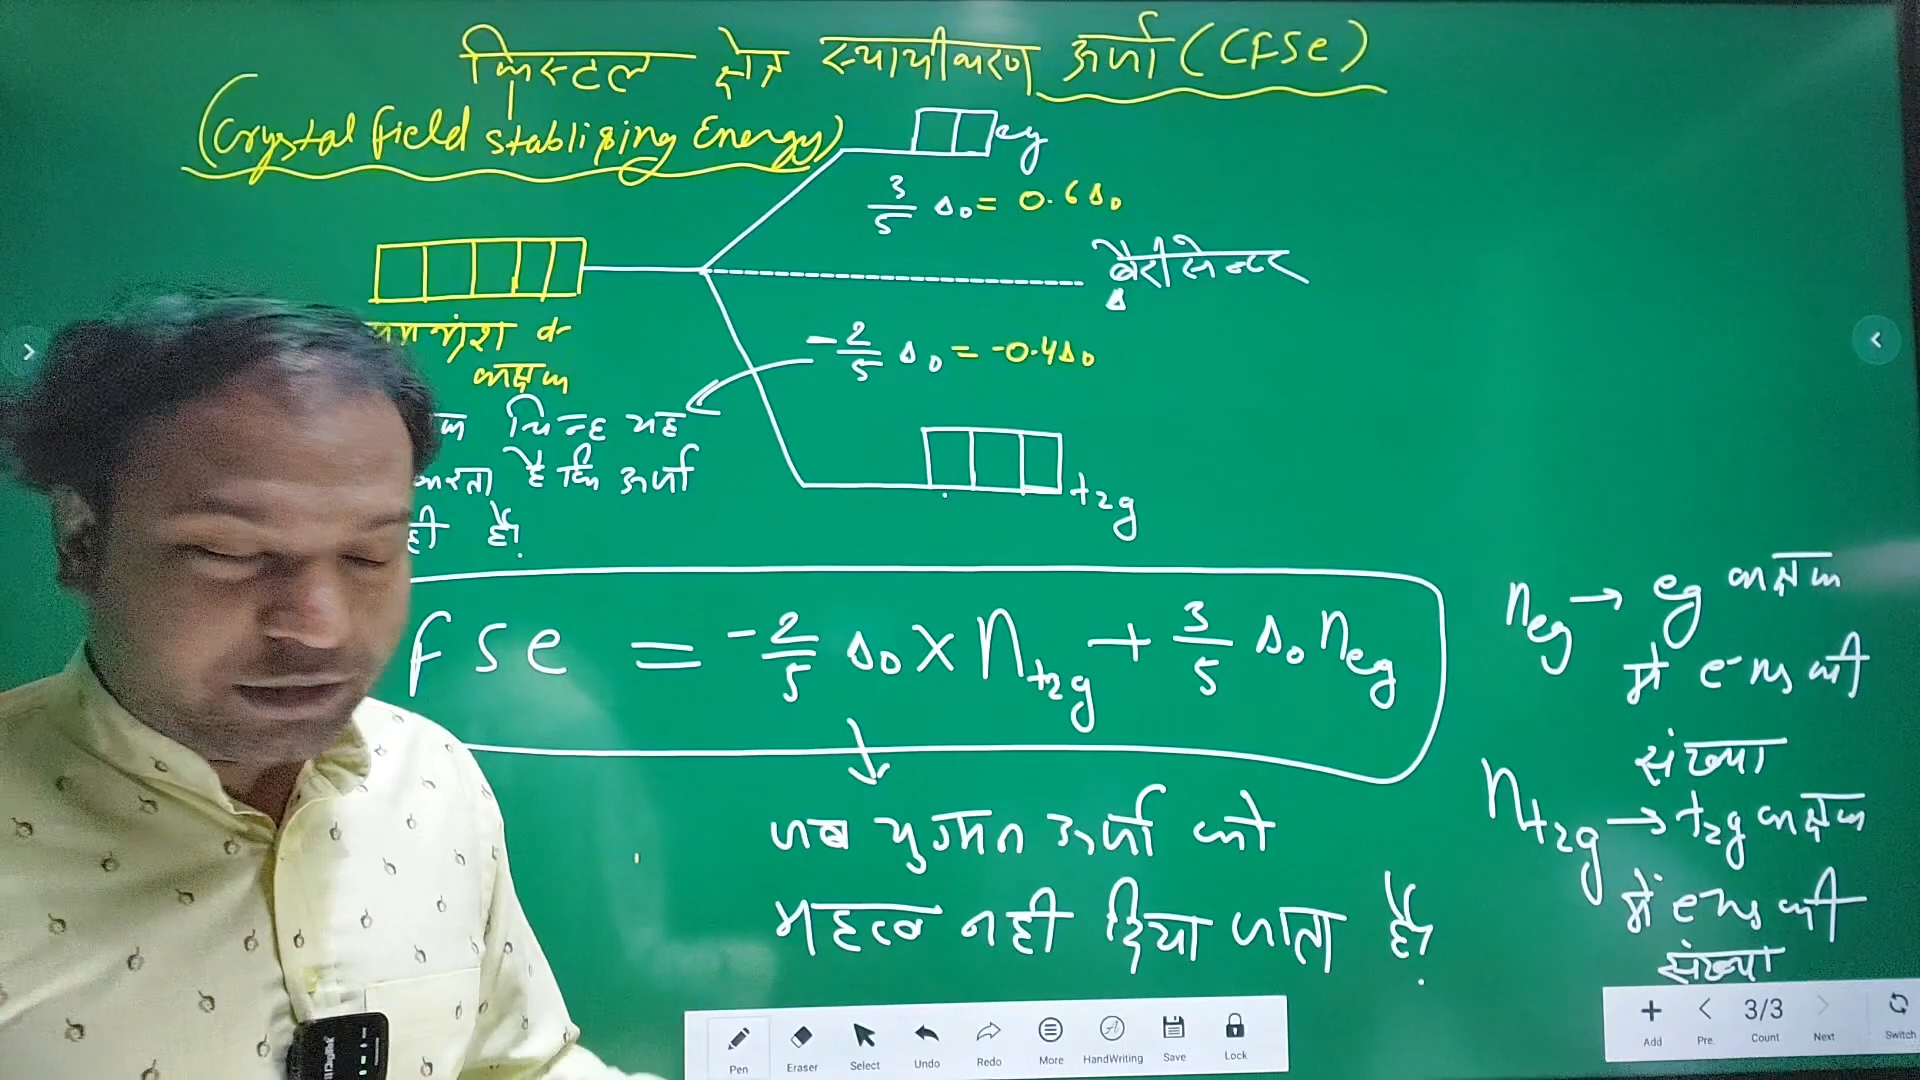 क्रिस्टल क्षेत्र स्थायीकरण ऊर्जा (CFSe)
(Crystal field stablising Energy)
eg
3/5 Δo = 0.6Δo
बैरीसेन्टर
-2/5 Δo = -0.4Δo
के
कक्षक
चिन्ह यह
करता है कि ऊर्जा
ही है।
t2g
fse = -2/5 Δo × nt2g + 3/5 Δo neg
जब युग्मन ऊर्जा को
महत्व नही दिया जाता है।
neg → eg कक्षक
में e-ns की
संख्या
nt2g → t2g कक्षक
में e-ns की
संख्या
Pen Eraser Select Undo Redo More HandWriting Save Lock
3/3
Add Pre. Count Next Switch